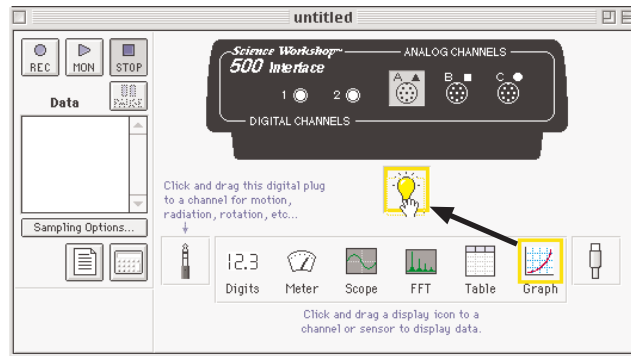 untitled
REC MON STOP
Data PAUSE
Science Workshop™
500 Interface
ANALOG CHANNELS
A B C
1 2
DIGITAL CHANNELS
Click and drag this digital plug
to a channel for motion,
radiation, rotation, etc...
Sampling Options...
12.3
Digits Meter Scope FFT Table Graph
Click and drag a display icon to a
channel or sensor to display data.